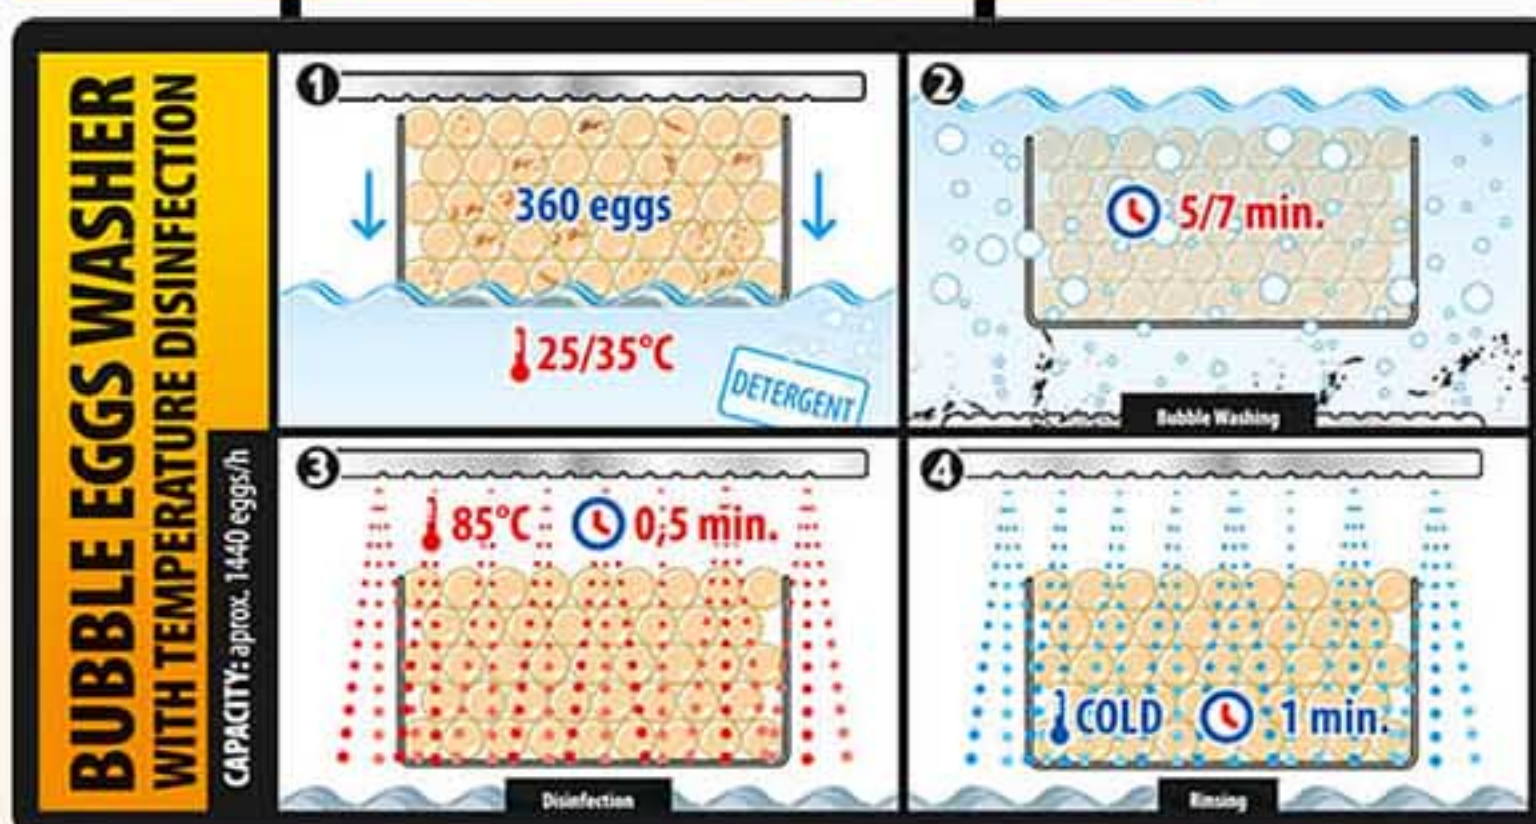 BUBBLE EGGS WASHER
WITH TEMPERATURE DISINFECTION
CAPACITY: aprox. 1440 eggs/h
1
360 eggs
25/35°C
DETERGENT
2
5/7 min.
Bubble Washing
3
85°C 0,5 min.
Disinfection
4
COLD 1 min.
Rinsing